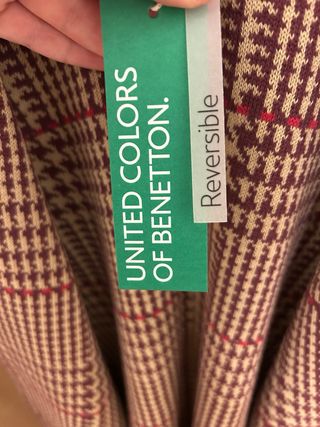 UNITED COLORS
OF BENETTON.
Reversible